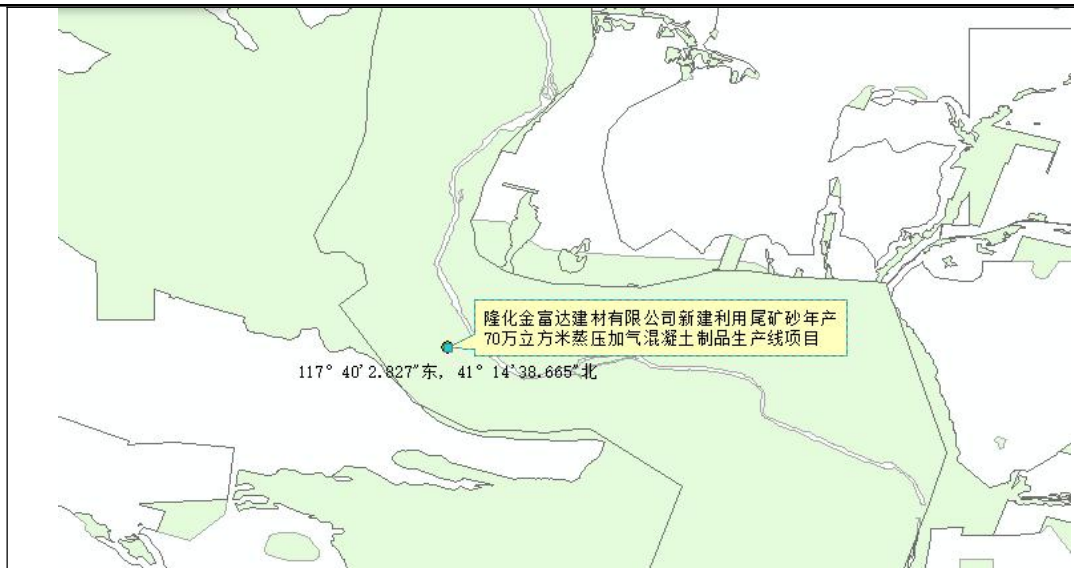 隆化金富达建材有限公司新建利用尾矿砂年产
70万立方米蒸压加气混凝土制品生产线项目
117° 40'2.827"东, 41° 14'38.665"北